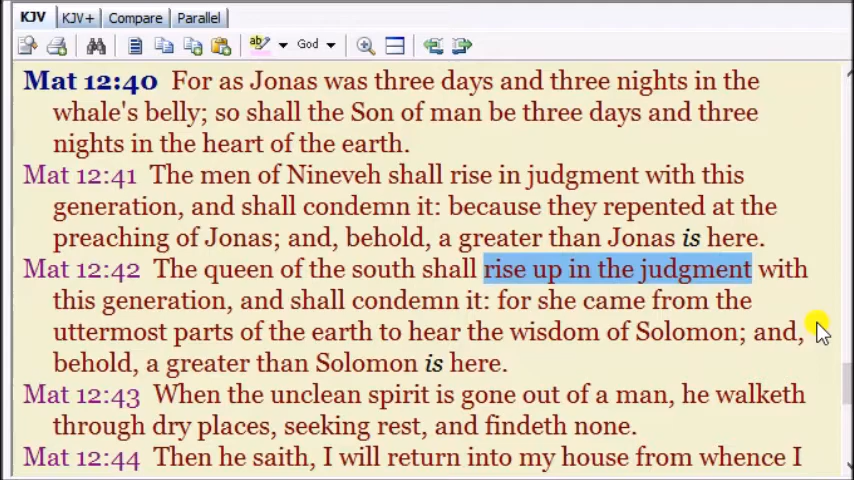 KJV KJV+ Compare Parallel
God
Mat 12:40 For as Jonas was three days and three nights in the
whale's belly; so shall the Son of man be three days and three
nights in the heart of the earth.
Mat 12:41 The men of Nineveh shall rise in judgment with this
generation, and shall condemn it: because they repented at the
preaching of Jonas; and, behold, a greater than Jonas is here.
Mat 12:42 The queen of the south shall rise up in the judgment with
this generation, and shall condemn it: for she came from the
uttermost parts of the earth to hear the wisdom of Solomon; and,
behold, a greater than Solomon is here.
Mat 12:43 When the unclean spirit is gone out of a man, he walketh
through dry places, seeking rest, and findeth none.
Mat 12:44 Then he saith, I will return into my house from whence I